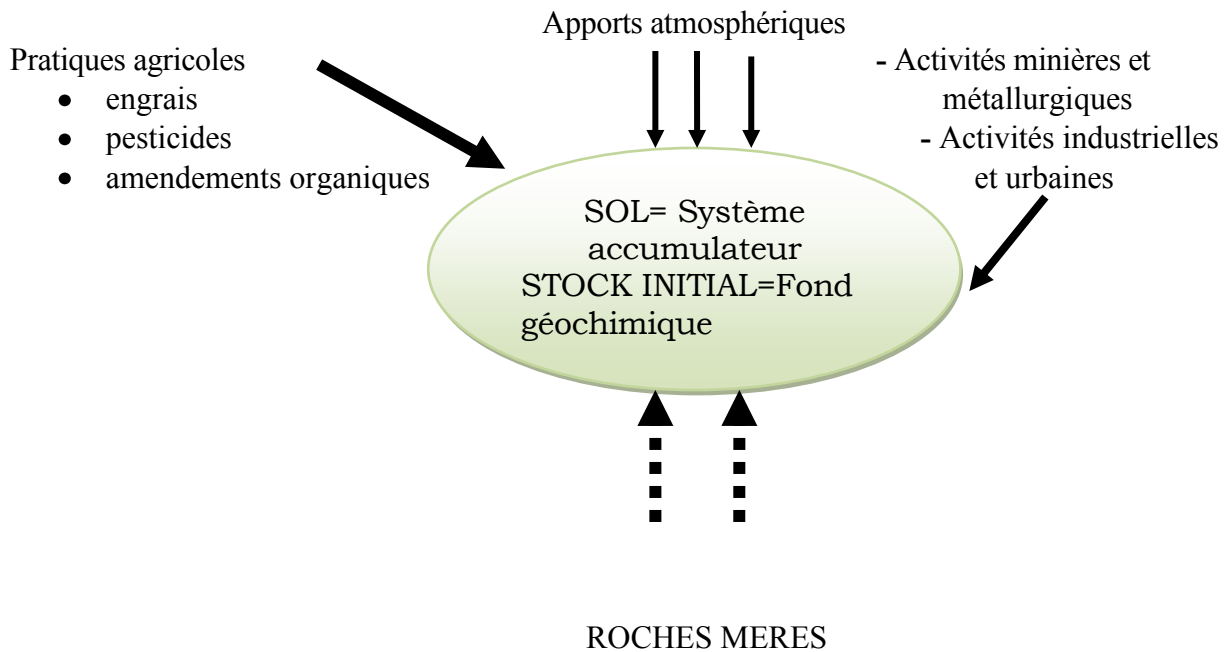 Apports atmosphériques
Pratiques agricoles
• engrais
• pesticides
• amendements organiques
- Activités minières et
métallurgiques
- Activités industrielles
et urbaines
SOL= Système
accumulateur
STOCK INITIAL=Fond
géochimique
ROCHES MERES